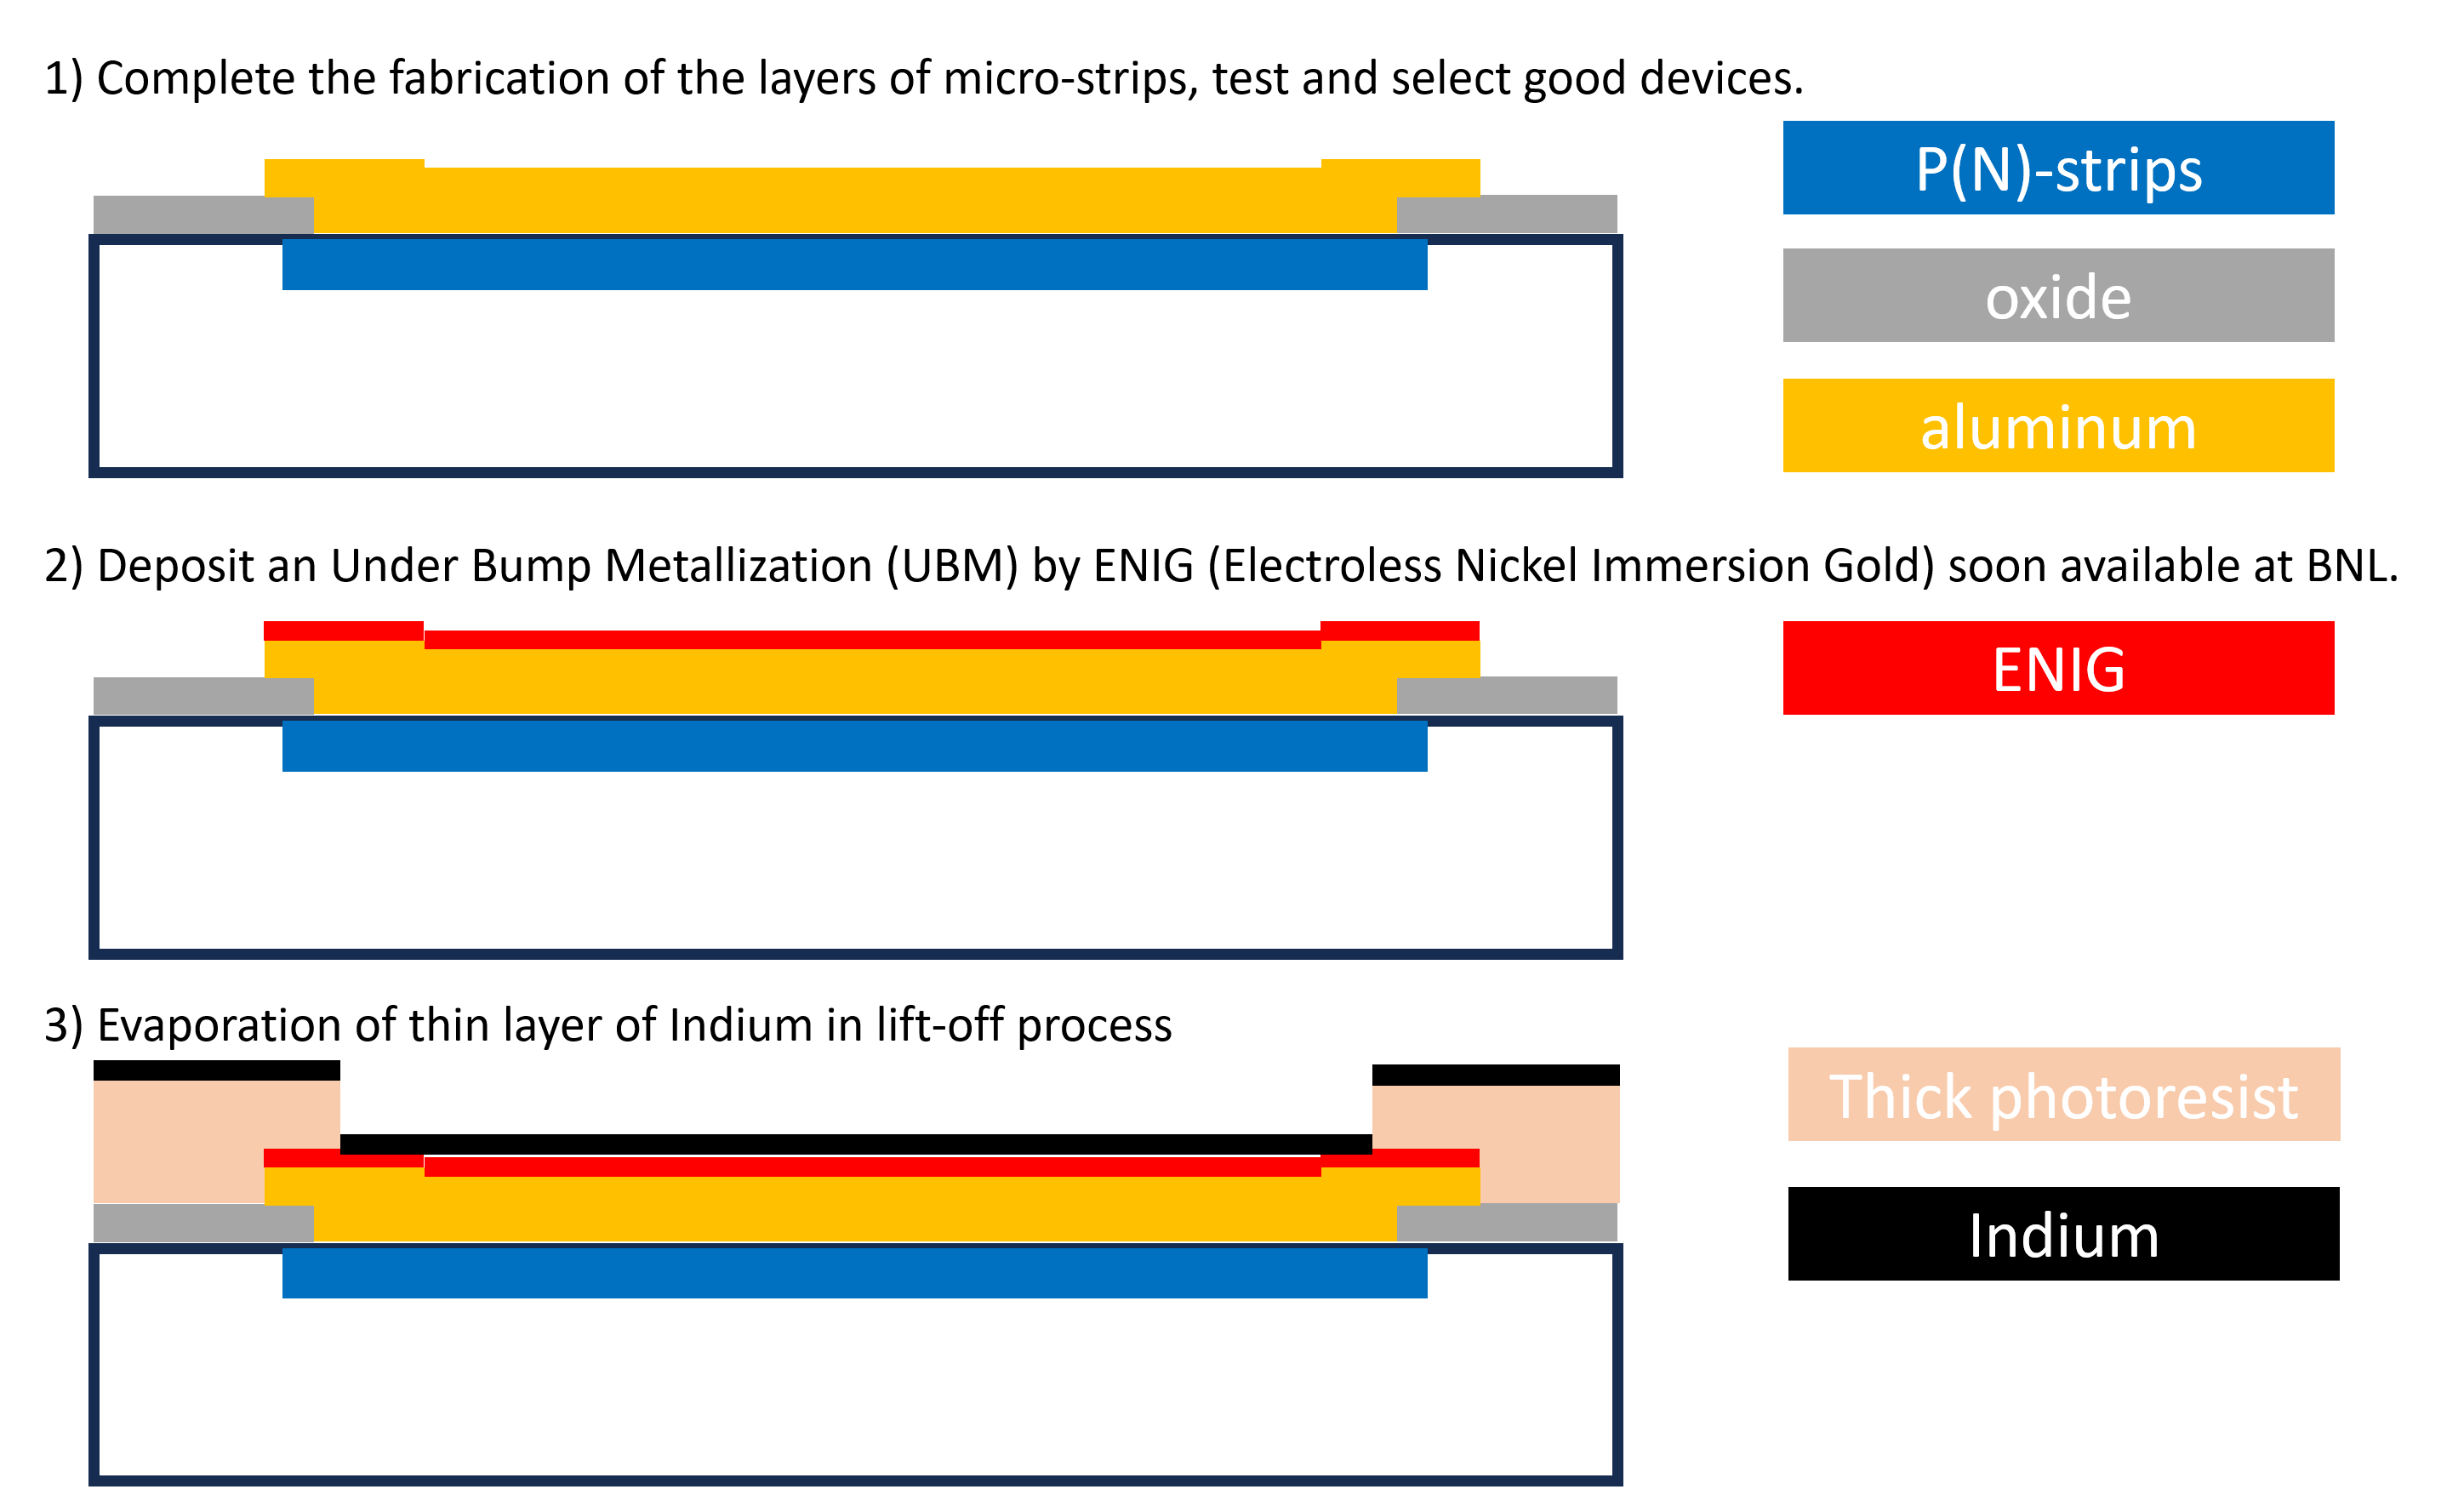 1) Complete the fabrication of the layers of micro-strips, test and select good devices.
P(N)-strips
oxide
aluminum
2) Deposit an Under Bump Metallization (UBM) by ENIG (Electroless Nickel Immersion Gold) soon available at BNL.
ENIG
3) Evaporation of thin layer of Indium in lift-off process
Thick photoresist
Indium